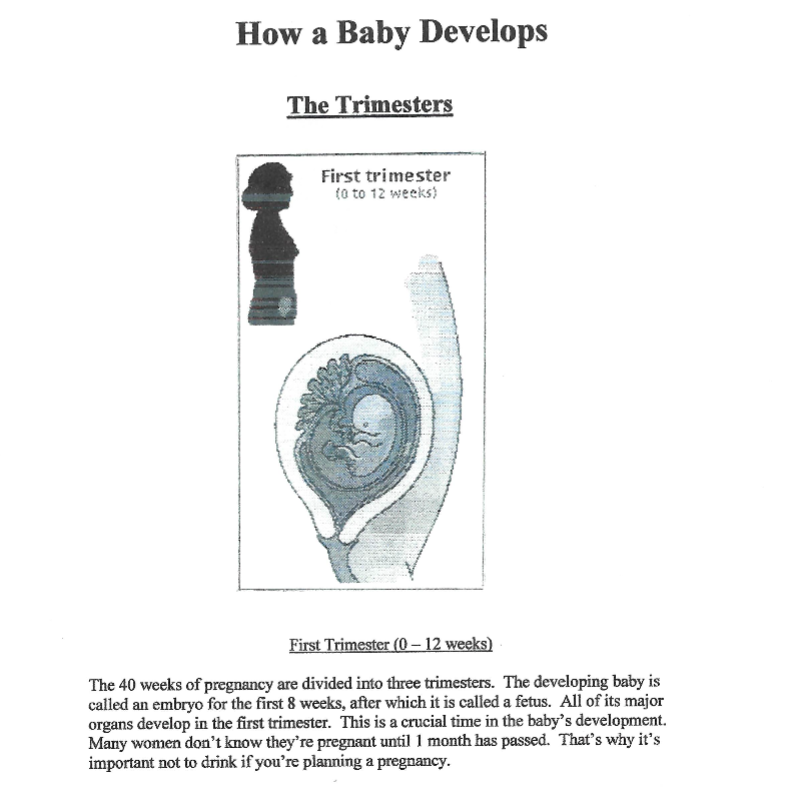 How a Baby Develops
The Trimesters
First trimester
(0 to 12 weeks)
First Trimester (0 – 12 weeks)
The 40 weeks of pregnancy are divided into three trimesters.  The developing baby is
called an embryo for the first 8 weeks, after which it is called a fetus.  All of its major
organs develop in the first trimester.  This is a crucial time in the baby's development.
Many women don't know they're pregnant until 1 month has passed.  That's why it's
important not to drink if you're planning a pregnancy.